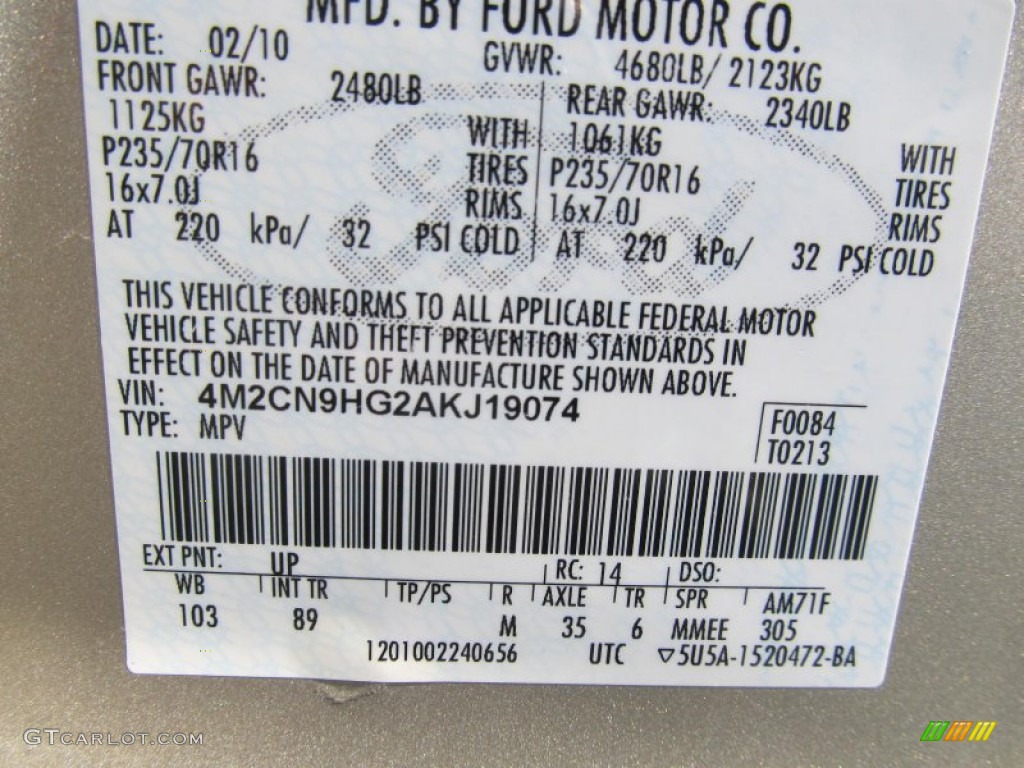 MFD. BY FORD MOTOR CO.
DATE: 02/10 GVWR: 4680LB/ 2123KG
FRONT GAWR: 2480LB REAR GAWR: 2340LB
1125KG WITH 1061KG WITH
P235/70R16 TIRES P235/70R16 TIRES
16x7.0J RIMS 16x7.0J RIMS
AT 220 kPa/ 32 PSI COLD AT 220 kPa/ 32 PSI COLD
Ford
THIS VEHICLE CONFORMS TO ALL APPLICABLE FEDERAL MOTOR
VEHICLE SAFETY AND THEFT PREVENTION STANDARDS IN
EFFECT ON THE DATE OF MANUFACTURE SHOWN ABOVE.
VIN: 4M2CN9HG2AKJ19074
TYPE: MPV F0084
T0213
EXT PNT: UP RC: 14 DSO:
WB INT TR TP/PS R AXLE TR SPR AM71F
103 89 M 35 6 MMEE 305
1201002240656 UTC ▽5U5A-1520472-BA
GTCARLOT.COM